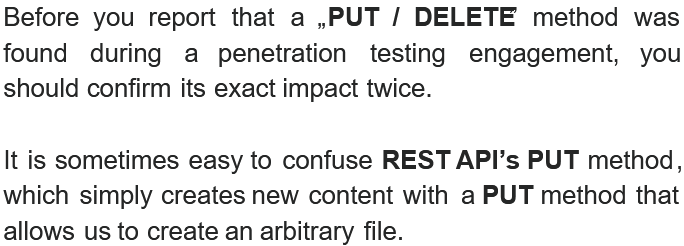 Before you report that a „PUT / DELETE” method was
found during a penetration testing engagement, you
should confirm its exact impact twice.
It is sometimes easy to confuse REST API’s PUT method,
which simply creates new content with a PUT method that
allows us to create an arbitrary file.